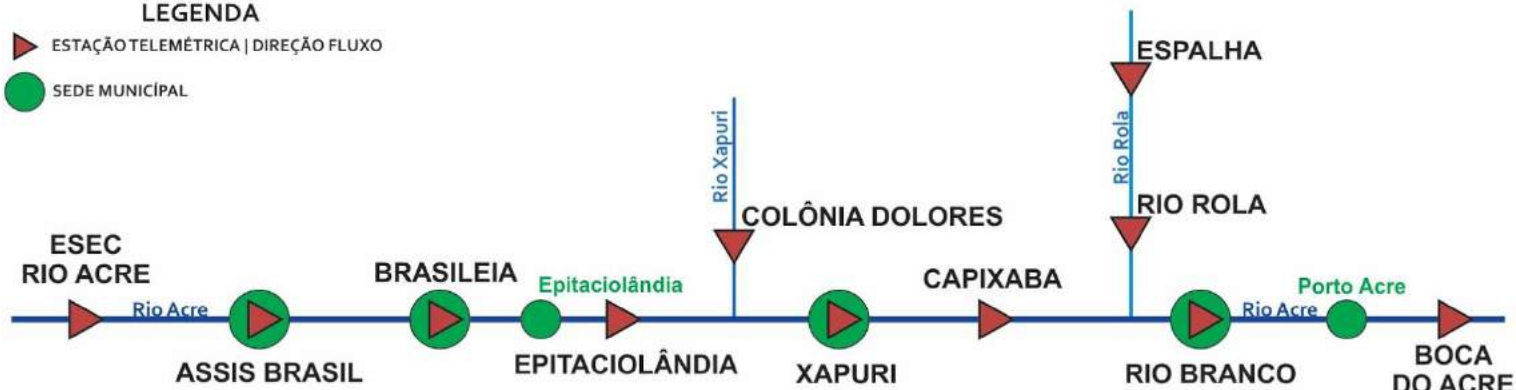 LEGENDA
ESTAÇÃO TELEMÉTRICA | DIREÇÃO FLUXO
SEDE MUNICÍPAL
ESPALHA
Rio Xapuri
Rio Rola
COLÔNIA DOLORES
RIO ROLA
ESEC
RIO ACRE
BRASILEIA
Epitaciolândia
CAPIXABA
Porto Acre
Rio Acre
Rio Acre
ASSIS BRASIL
EPITACIOLÂNDIA
XAPURI
RIO BRANCO
BOCA
DO ACRE